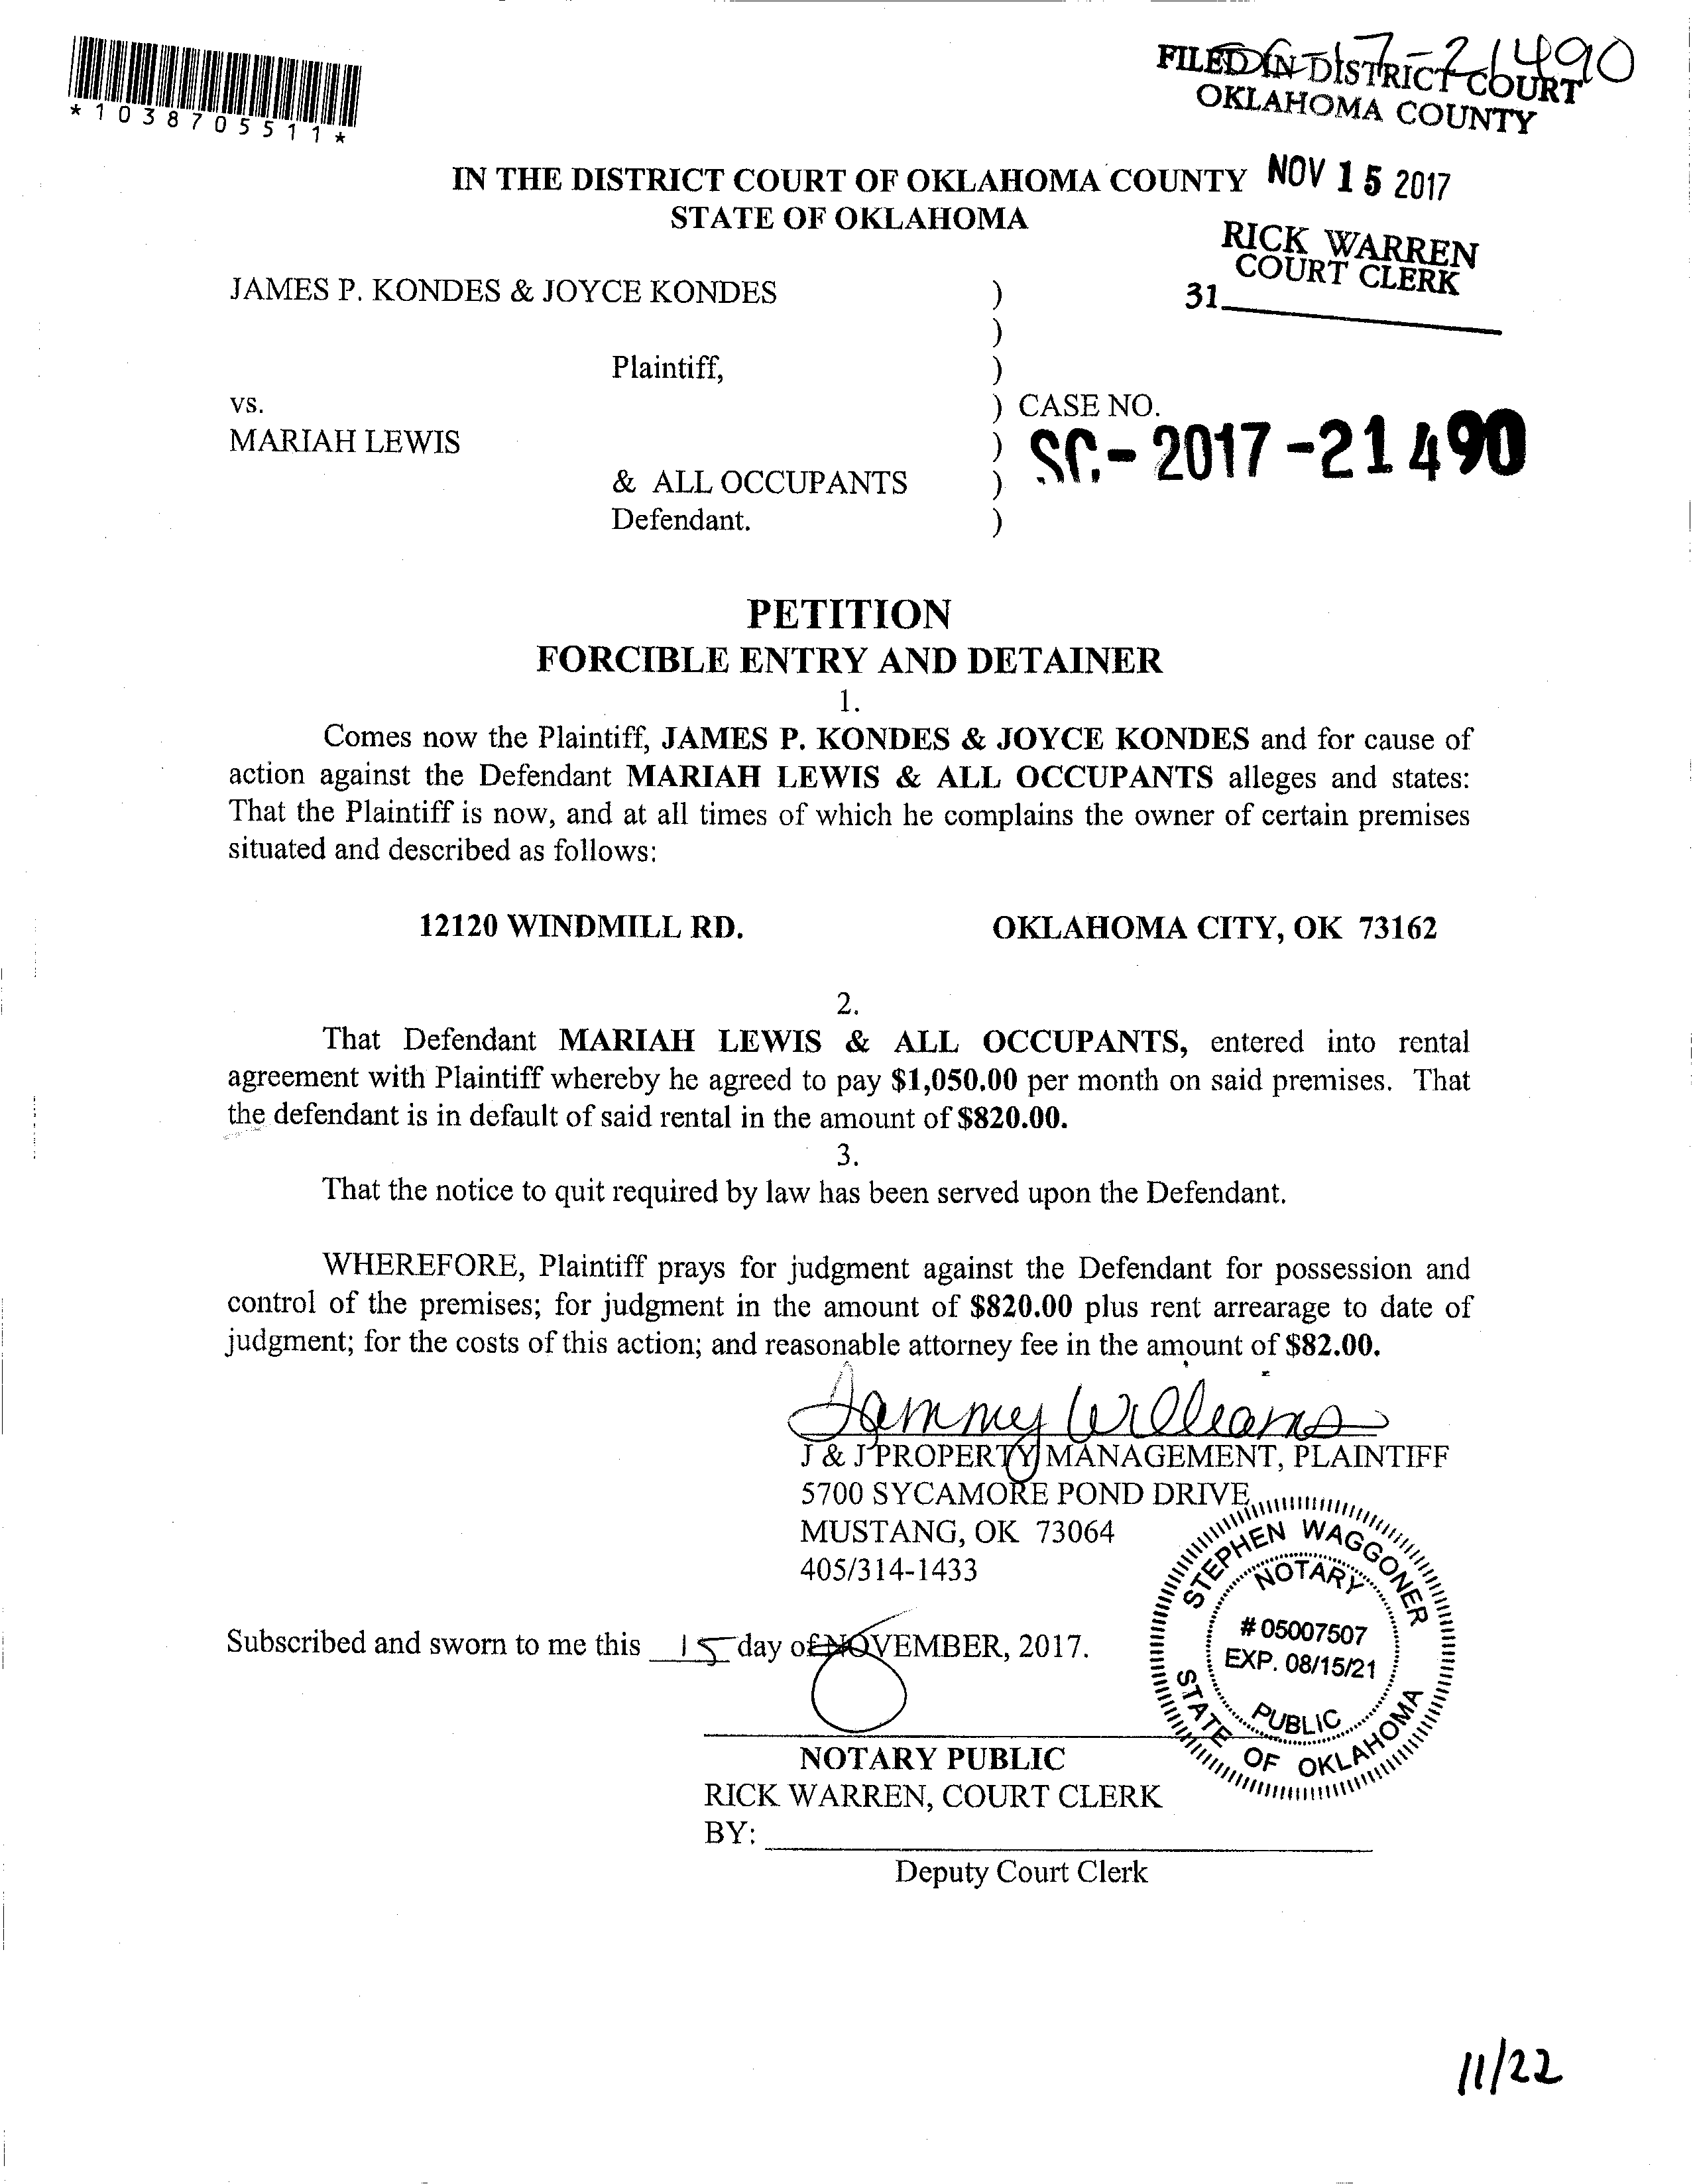 *1038705511*
SC-17-21490
FILED IN DISTRICT COURT
OKLAHOMA COUNTY
NOV 15 2017
RICK WARREN
COURT CLERK
31
IN THE DISTRICT COURT OF OKLAHOMA COUNTY
STATE OF OKLAHOMA
JAMES P. KONDES & JOYCE KONDES )
)
Plaintiff, )
vs. ) CASE NO.
MARIAH LEWIS ) SC-2017-21490
& ALL OCCUPANTS )
Defendant. )
PETITION
FORCIBLE ENTRY AND DETAINER
1.
Comes now the Plaintiff, JAMES P. KONDES & JOYCE KONDES and for cause of
action against the Defendant MARIAH LEWIS & ALL OCCUPANTS alleges and states:
That the Plaintiff is now, and at all times of which he complains the owner of certain premises
situated and described as follows:
12120 WINDMILL RD. OKLAHOMA CITY, OK 73162
2.
That Defendant MARIAH LEWIS & ALL OCCUPANTS, entered into rental
agreement with Plaintiff whereby he agreed to pay $1,050.00 per month on said premises. That
the defendant is in default of said rental in the amount of $820.00.
3.
That the notice to quit required by law has been served upon the Defendant.
WHEREFORE, Plaintiff prays for judgment against the Defendant for possession and
control of the premises; for judgment in the amount of $820.00 plus rent arrearage to date of
judgment; for the costs of this action; and reasonable attorney fee in the amount of $82.00.
Tammy Williams
J & J PROPERTY MANAGEMENT, PLAINTIFF
5700 SYCAMORE POND DRIVE
MUSTANG, OK 73064
405/314-1433
STEPHEN WAGGONER
NOTARY
# 05007507
EXP. 08/15/21
PUBLIC
STATE OF OKLAHOMA
Subscribed and sworn to me this 15 day of NOVEMBER, 2017.
NOTARY PUBLIC
RICK WARREN, COURT CLERK
BY:
Deputy Court Clerk
11/22